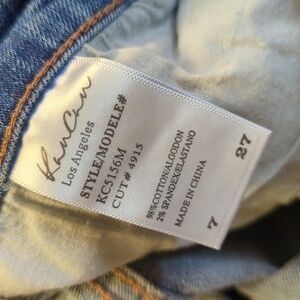 KanCan
Los Angeles
STYLE/MODELE#
KC5156M
CUT# 4915
98%COTTON/ALGODON
2% SPANDEX/ELASTANO
MADE IN CHINA
7 27